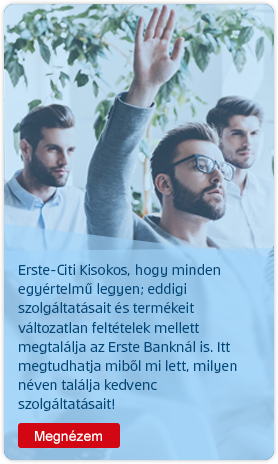 Erste-Citi Kisokos, hogy minden
egyértelmű legyen; eddigi
szolgáltatásait és termékeit
változatlan feltételek mellett
megtalálja az Erste Banknál is. Itt
megtudhatja miből mi lett, milyen
néven találja kedvenc
szolgáltatásait!
Megnézem